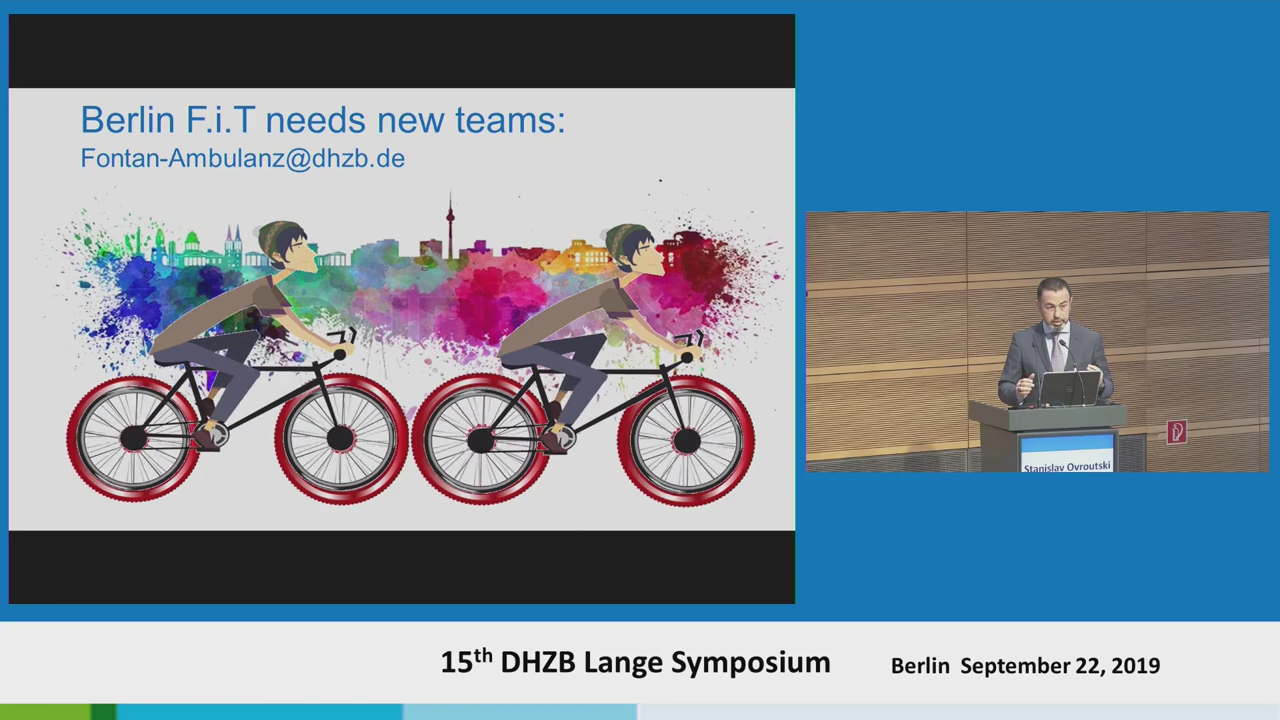 Berlin F.i.T needs new teams:
Fontan-Ambulanz@dhzb.de
Stanislav Ovroutski
15th DHZB Lange Symposium
Berlin September 22, 2019